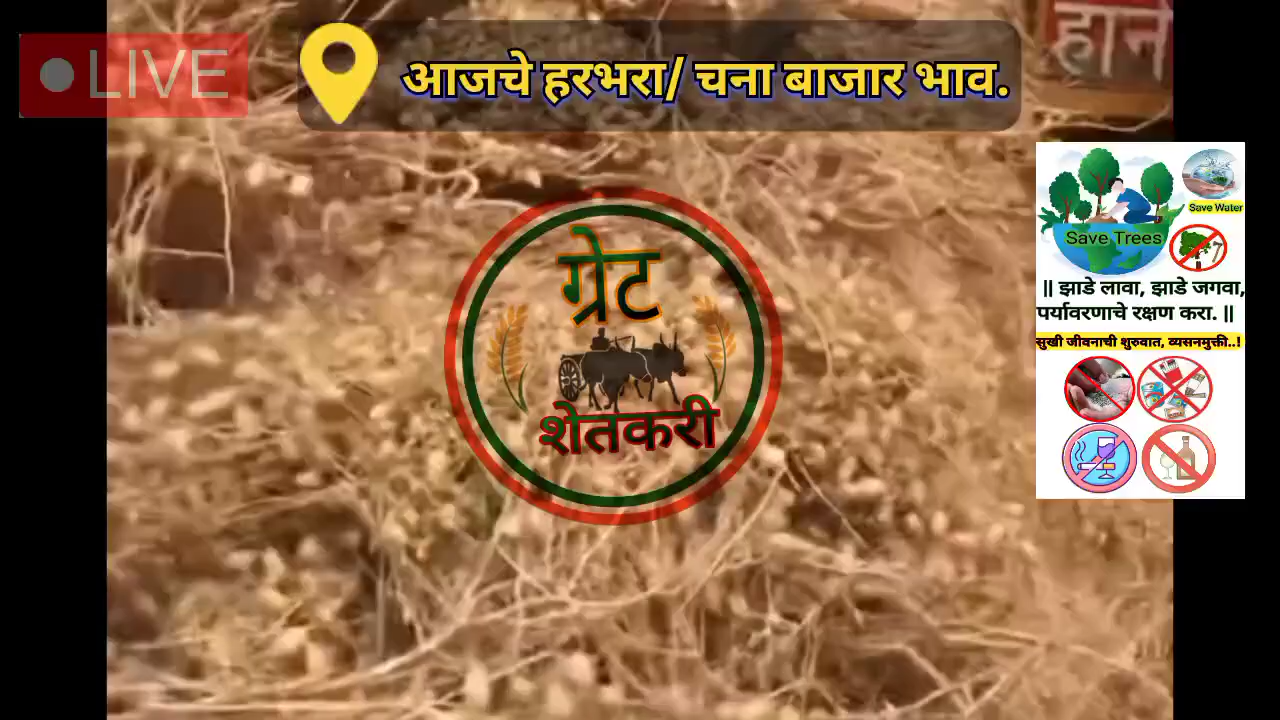 LIVE
आजचे हरभरा/ चना बाजार भाव.
हान
Save Water
Save Trees
|| झाडे लावा, झाडे जगवा,
पर्यावरणाचे रक्षण करा. ||
सुखी जीवनाची शुरुवात, व्यसनमुक्ती..!
ग्रेट
शेतकरी